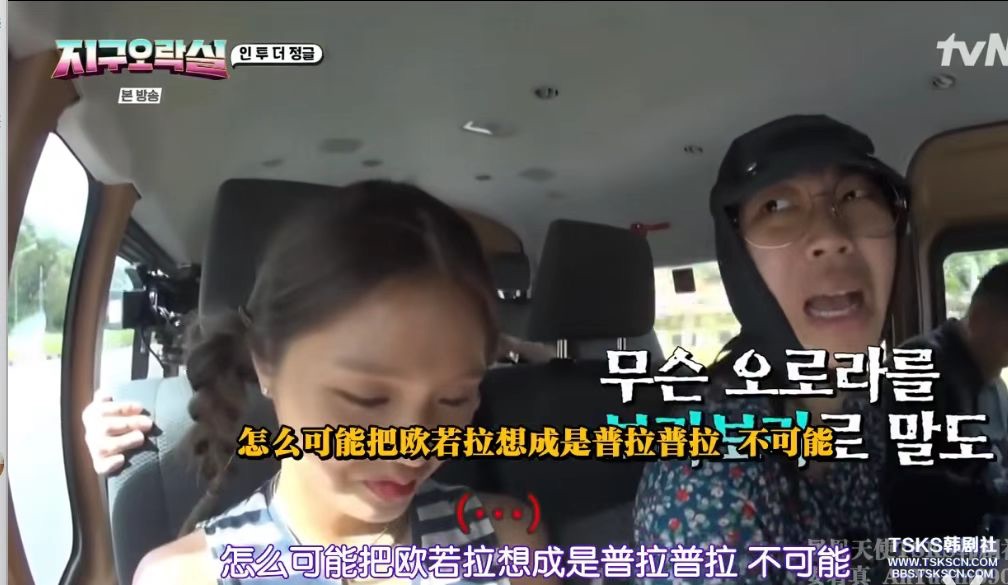 지구오락실
인 투 더 정글
tvN
본 방송
무슨 오로라를
怎么可能把欧若拉想成是普拉普拉 不可能
말도
(...)
怎么可能把欧若拉想成是普拉普拉 不可能
TSKS韩剧社
BBS.TSKSCN.COM